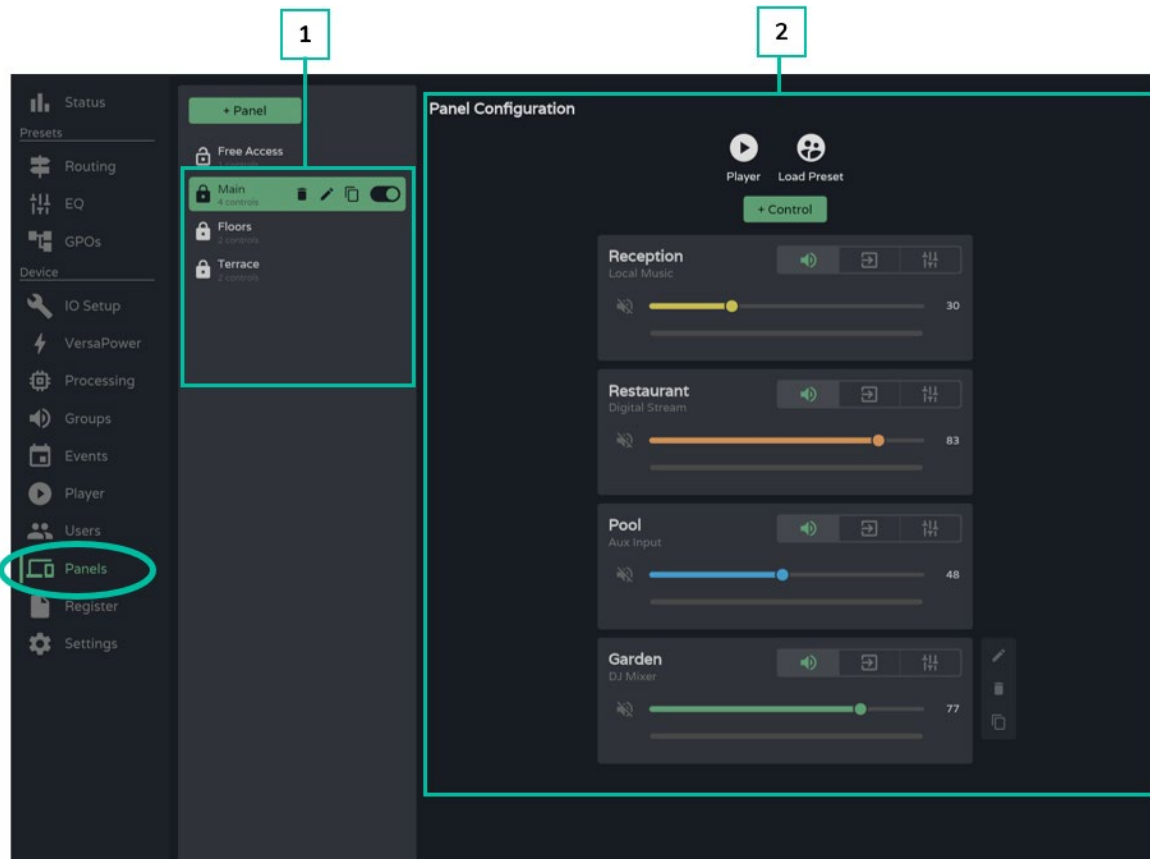 1
2
Status
Presets
Routing
EQ
GPOs
Device
IO Setup
VersaPower
Processing
Groups
Events
Player
Users
Panels
Register
Settings
+ Panel
Free Access
1 controls
Main
4 controls
Floors
2 controls
Terrace
2 controls
Panel Configuration
Player
Load Preset
+ Control
Reception
Local Music
30
Restaurant
Digital Stream
83
Pool
Aux Input
48
Garden
DJ Mixer
77